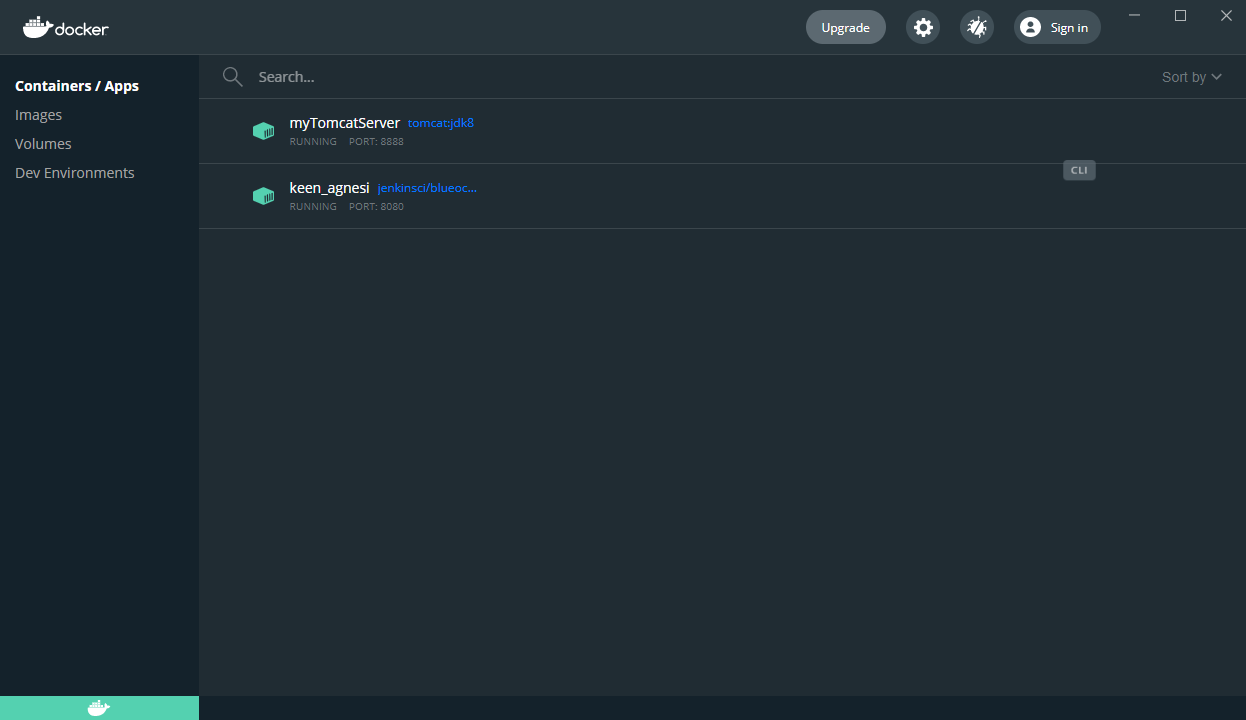 docker
Upgrade
Sign in
Containers / Apps
Images
Volumes
Dev Environments
Search...
Sort by
myTomcatServer tomcat:jdk8
RUNNING PORT: 8888
CLI
keen_agnesi jenkinsci/blueoc...
RUNNING PORT: 8080